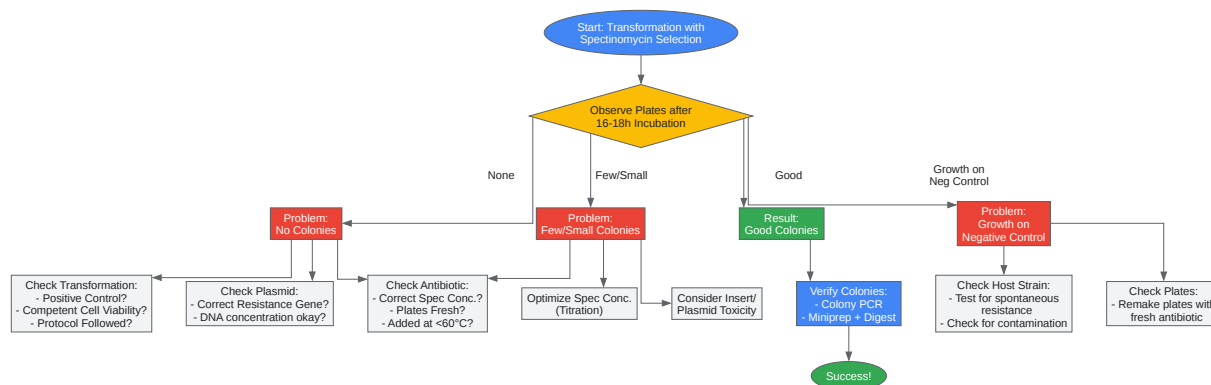 Start: Transformation with
Spectinomycin Selection
Observe Plates after
16-18h Incubation
None
Few/Small
Good
Growth on
Neg Control
Problem:
No Colonies
Problem:
Few/Small Colonies
Result:
Good Colonies
Problem:
Growth on
Negative Control
Check Transformation:
- Positive Control?
- Competent Cell Viability?
- Protocol Followed?
Check Plasmid:
- Correct Resistance Gene?
- DNA concentration okay?
Check Antibiotic:
- Correct Spec Conc.?
- Plates Fresh?
- Added at <60°C?
Optimize Spec Conc.
(Titration)
Consider Insert/
Plasmid Toxicity
Verify Colonies:
- Colony PCR
- Miniprep + Digest
Check Host Strain:
- Test for spontaneous
resistance
- Check for contamination
Check Plates:
- Remake plates with
fresh antibiotic
Success!